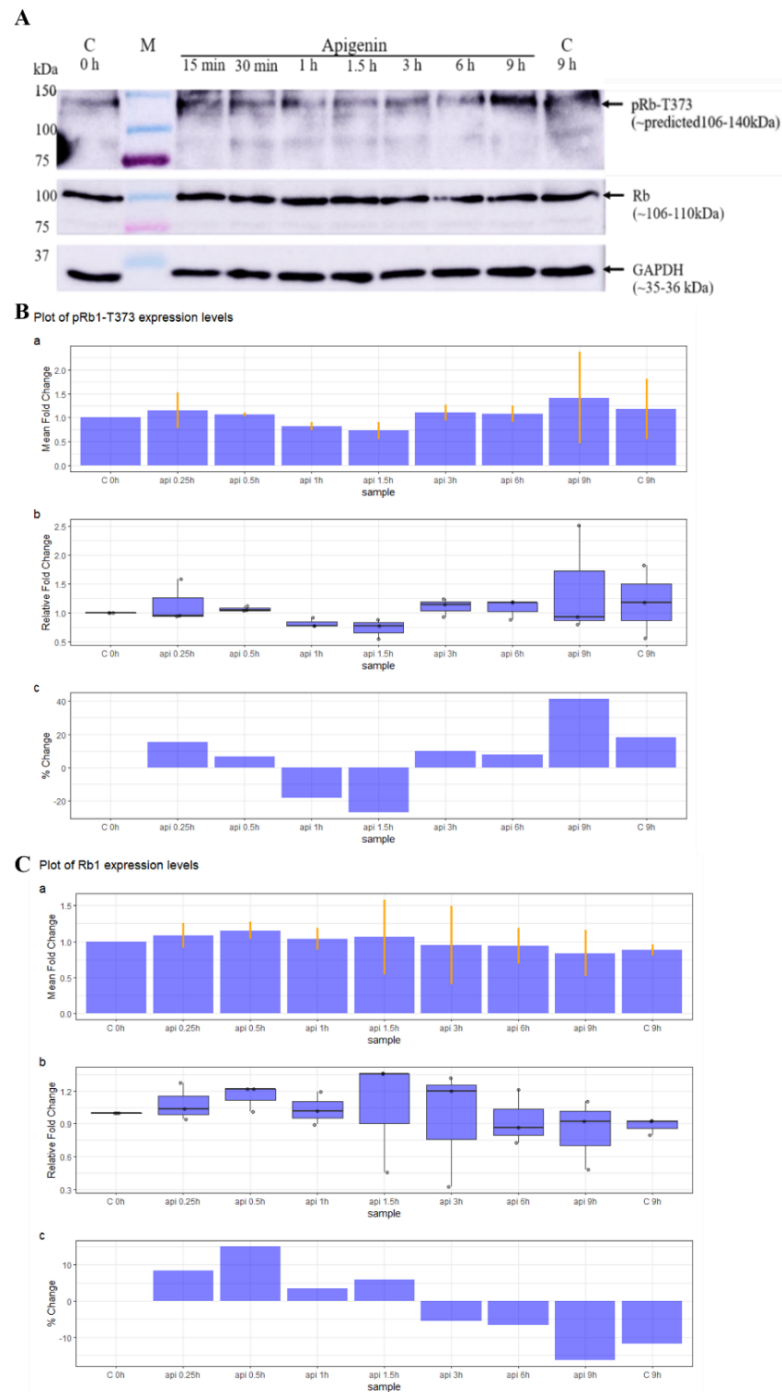 A
C M Apigenin C
0 h 15 min 30 min 1 h 1.5 h 3 h 6 h 9h 9 h
kDa
150
100
75
pRb-T373
(~predicted106-140kDa)
100
75
Rb
(~106-110kDa)
37
GAPDH
(~35-36 kDa)
B Plot of pRb1-T373 expression levels
a
Mean Fold Change
2.0
1.5
1.0
0.5
0.0
C 0h api 0.25h api 0.5h api 1h api 1.5h api 3h api 6h api 9h C 9h
sample
b
Relative Fold Change
2.5
2.0
1.5
1.0
0.5
C 0h api 0.25h api 0.5h api 1h api 1.5h api 3h api 6h api 9h C 9h
sample
c
% Change
40
20
0
-20
C 0h api 0.25h api 0.5h api 1h api 1.5h api 3h api 6h api 9h C 9h
sample
C Plot of Rb1 expression levels
a
Mean Fold Change
1.5
1.0
0.5
0.0
C 0h api 0.25h api 0.5h api 1h api 1.5h api 3h api 6h api 9h C 9h
sample
b
Relative Fold Change
1.2
0.9
0.6
0.3
C 0h api 0.25h api 0.5h api 1h api 1.5h api 3h api 6h api 9h C 9h
sample
c
% Change
10
0
-10
C 0h api 0.25h api 0.5h api 1h api 1.5h api 3h api 6h api 9h C 9h
sample